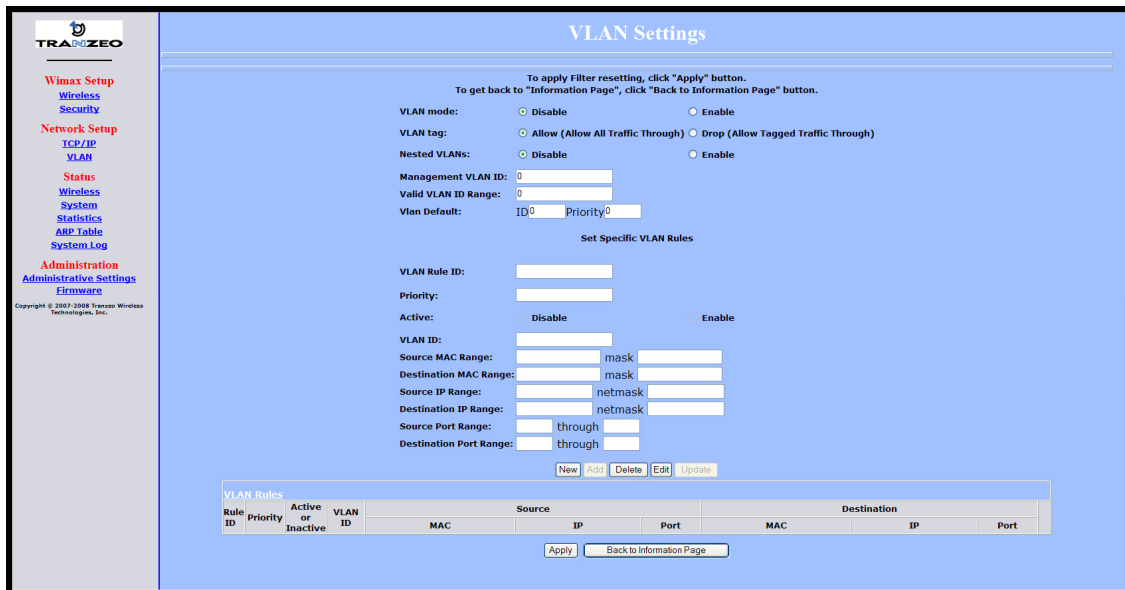 TRANZEO
Wimax Setup
Wireless
Security
Network Setup
TCP/IP
VLAN
Status
Wireless
System
Statistics
ARP Table
System Log
Administration
Administrative Settings
Firmware
Copyright © 2007-2008 Tranzeo Wireless
Technologies, Inc.
VLAN Settings
To apply Filter resetting, click "Apply" button.
To get back to "Information Page", click "Back to Information Page" button.
VLAN mode: Disable Enable
VLAN tag: Allow (Allow All Traffic Through) Drop (Allow Tagged Traffic Through)
Nested VLANs: Disable Enable
Management VLAN ID: 0
Valid VLAN ID Range: 0
Vlan Default: ID 0 Priority 0
Set Specific VLAN Rules
VLAN Rule ID:
Priority:
Active: Disable Enable
VLAN ID:
Source MAC Range: mask
Destination MAC Range: mask
Source IP Range: netmask
Destination IP Range: netmask
Source Port Range: through
Destination Port Range: through
New Add Delete Edit Update
VLAN Rules
Rule ID Priority Active or Inactive VLAN ID Source Destination
MAC IP Port MAC IP Port
Apply Back to Information Page